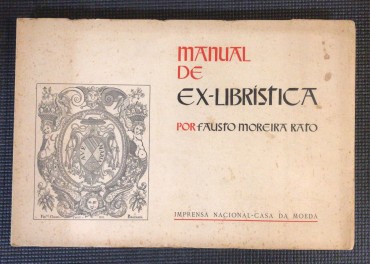 MANUAL
DE
EX-LIBRÍSTICA
POR FAUSTO MOREIRA RATO
IMPRENSA NACIONAL-CASA DA MOEDA